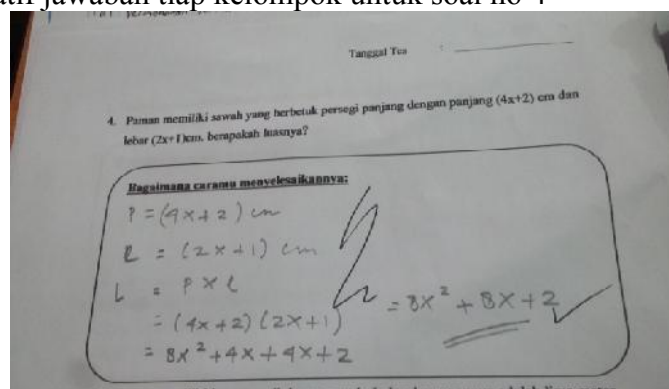 jawaban tiap kelompok untuk soal no 4
Tanggal Tes :
4. Paman memiliki sawah yang berbetuk persegi panjang dengan panjang (4x+2) cm dan
lebar (2x+1)cm, berapakah luasnya?
Bagaimana caramu menyelesaikannya:
P = (4x+2) cm
l = (2x+1) cm
L = P x l
= (4x+2) (2x+1)
= 8x² + 4x + 4x + 2
= 8x² + 8x + 2